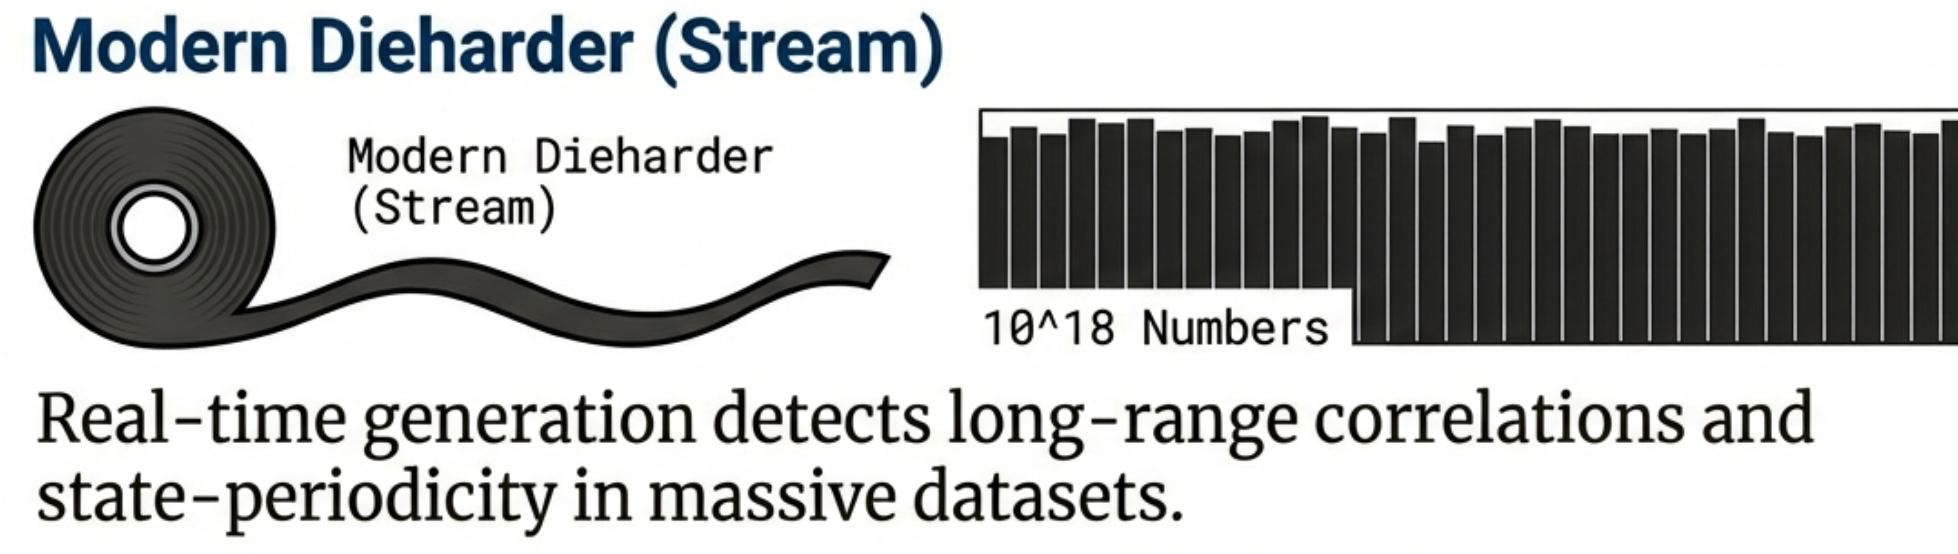 Modern Dieharder (Stream)
Modern Dieharder
(Stream)
10^18 Numbers
Real-time generation detects long-range correlations and
state-periodicity in massive datasets.